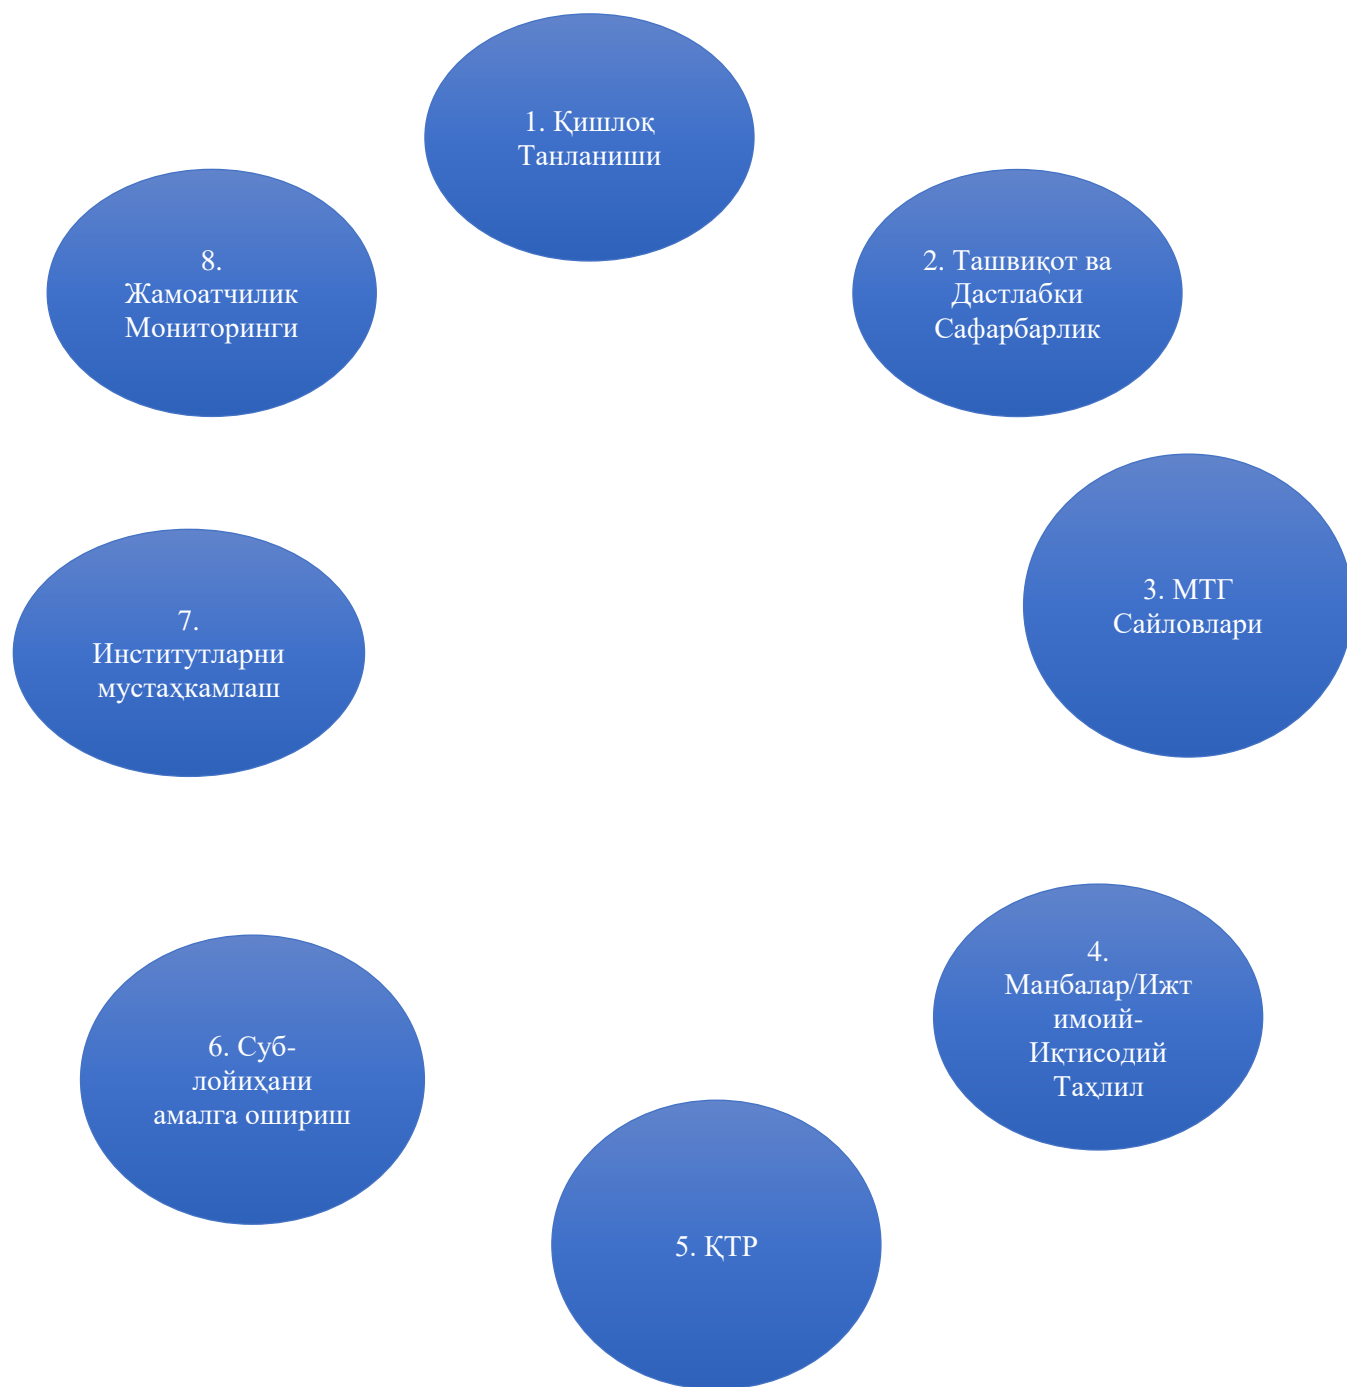 1. Қишлоқ
Танланиши
2. Ташвиқот ва
Дастлабки
Сафарбарлик
3. МТГ
Сайловлари
4.
Манбалар/Ижт
имоий-
Иқтисодий
Таҳлил
5. ҚТР
6. Суб-
лойиҳани
амалга ошириш
7.
Институтларни
мустаҳкамлаш
8.
Жамоатчилик
Мониторинги